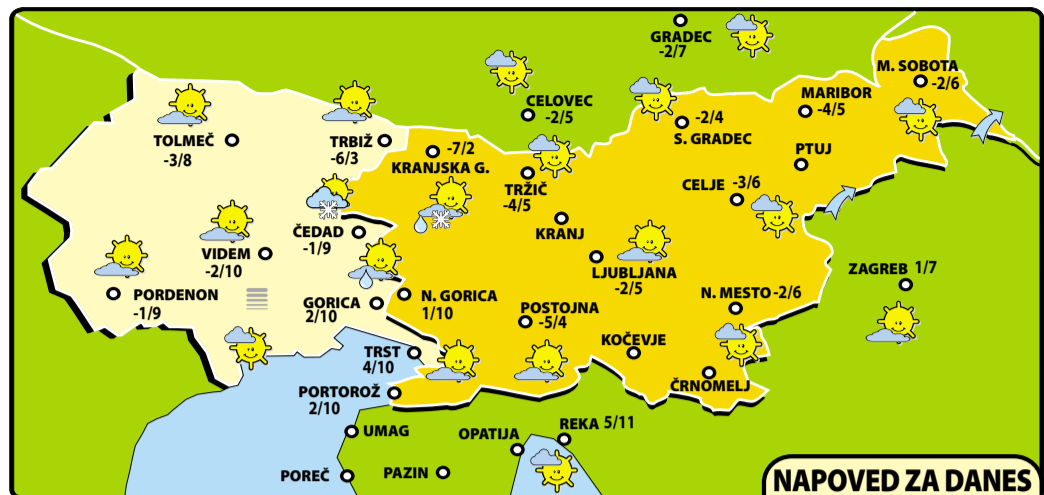 GRADEC
-2/7
M. SOBOTA
-2/6
CELOVEC
-2/5
MARIBOR
-4/5
-2/4
S. GRADEC
TOLMEČ
-3/8
TRBIŽ
-6/3
-7/2
KRANJSKA G.
PTUJ
TRŽIČ
-4/5
CELJE -3/6
ČEDAD
-1/9
KRANJ
VIDEM
-2/10
LJUBLJANA
-2/5
ZAGREB 1/7
PORDENON
-1/9
GORICA
2/10
N. GORICA
1/10
POSTOJNA
-5/4
N. MESTO -2/6
KOČEVJE
TRST
4/10
ČRNOMELJ
PORTOROŽ
2/10
UMAG
OPATIJA
REKA 5/11
POREČ
PAZIN
NAPOVED ZA DANES